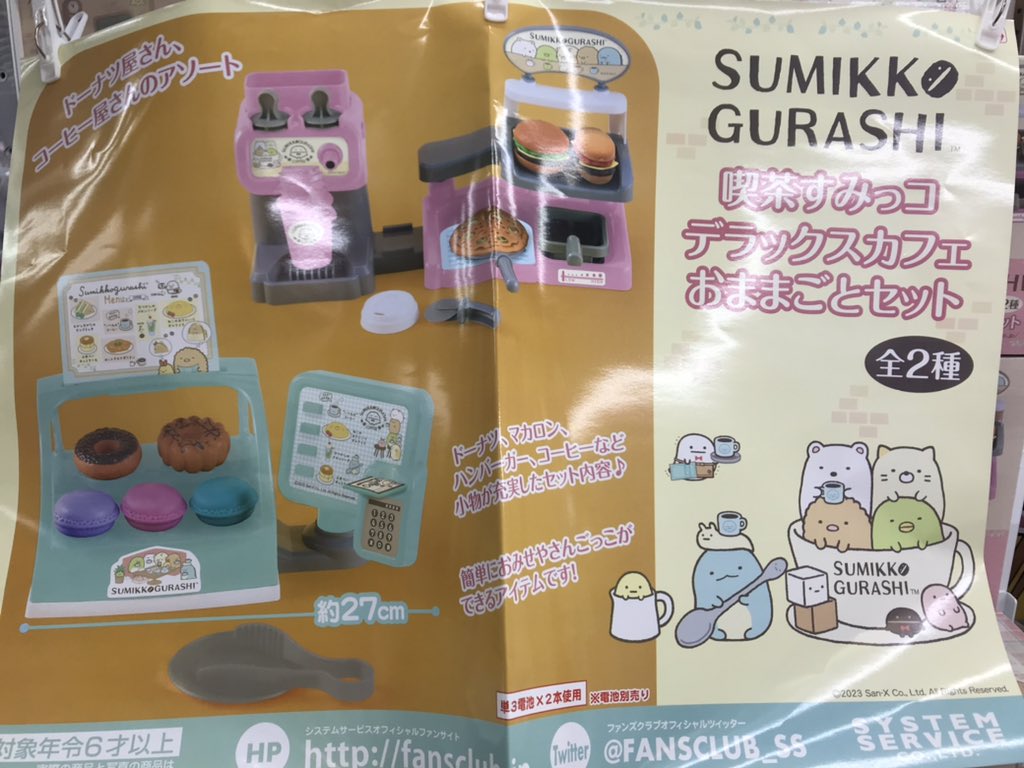 ドーナツ屋さん、
コーヒー屋さんのアソート
SUMIKKOGURASHI
SUMIKKO
GURASHI
喫茶すみっコ
デラックスカフェ
おままごとセット
全2種
Sumikkogurashi
Menu
SUMIKKOGURASHI
約27cm
ドーナツ、マカロン、
ハンバーガー、コーヒーなど
小物が充実したセット内容♪
簡単におみせやさんごっこが
できるアイテムです!
SUMIKKO
GURASHI™
©2023 San-X Co., Ltd. All Rights Reserved.
単3電池×2本使用 ※電池別売り
対象年令6才以上
HP
システムサービスオフィシャルファンサイト
http://fansclub.jp
Twitter
ファンズクラブオフィシャルツイッター
@FANSCLUB_SS
SYSTEM
SERVICE
CO., LTD.